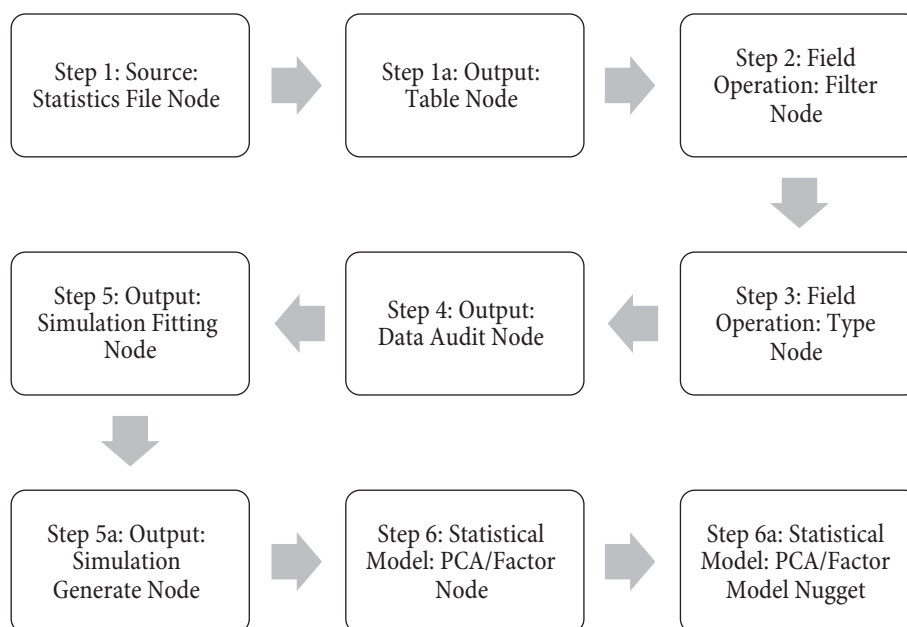 Step 1: Source:
Statistics File Node
Step 1a: Output:
Table Node
Step 2: Field
Operation: Filter
Node
Step 3: Field
Operation: Type
Node
Step 4: Output:
Data Audit Node
Step 5: Output:
Simulation Fitting
Node
Step 5a: Output:
Simulation
Generate Node
Step 6: Statistical
Model: PCA/Factor
Node
Step 6a: Statistical
Model: PCA/Factor
Model Nugget